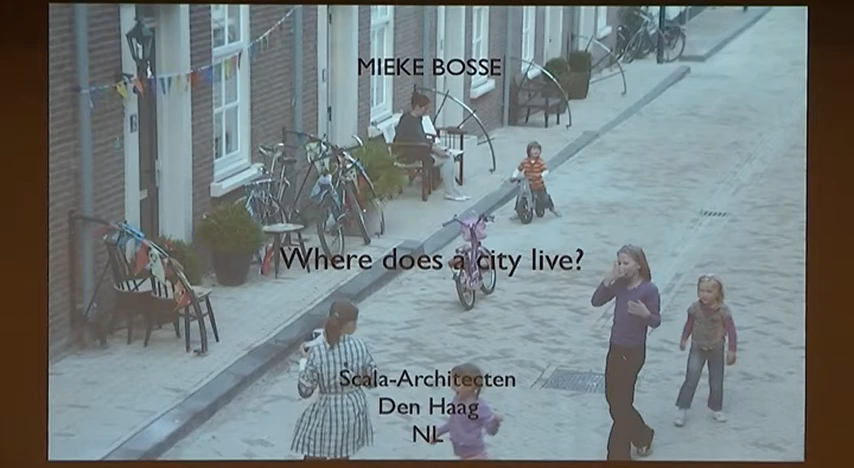 MIEKE BOSSE
Where does a city live?
Scala-Architecten
Den Haag
NL